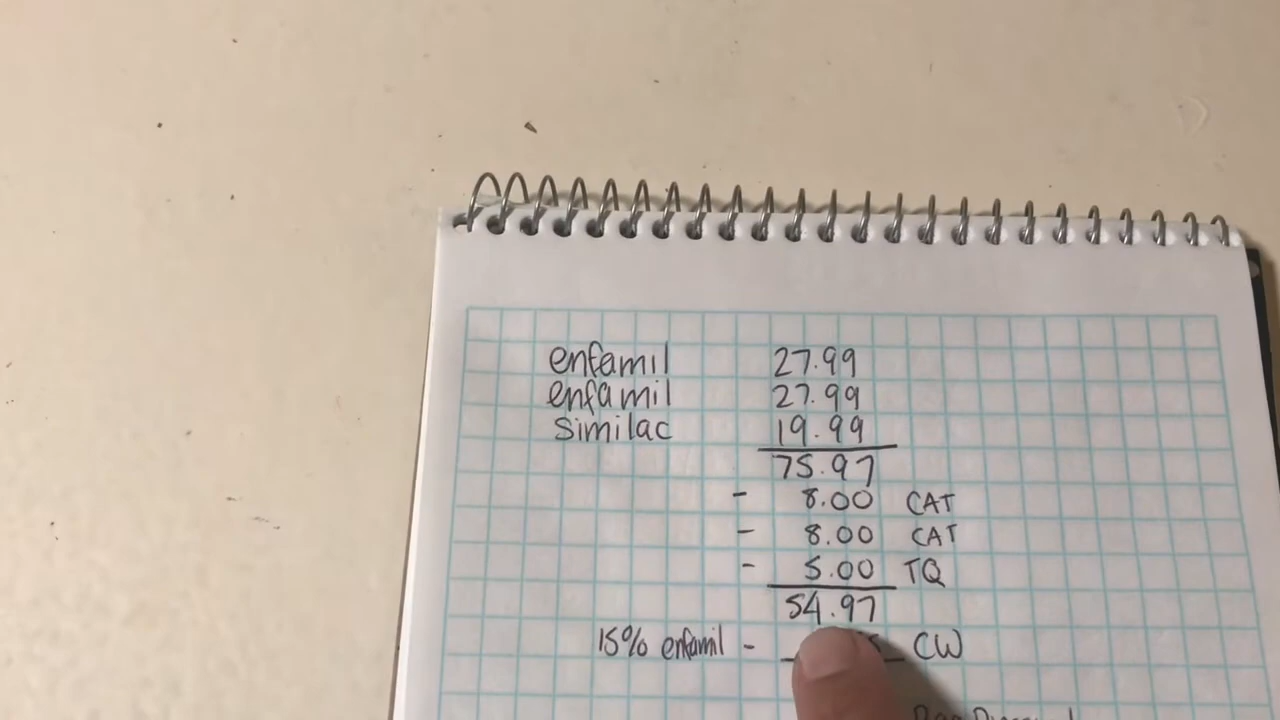 enfamil 27.99
enfamil 27.99
similac 19.99
75.97
- 8.00 CAT
- 8.00 CAT
- 5.00 TQ
54.97
15% enfamil - CW